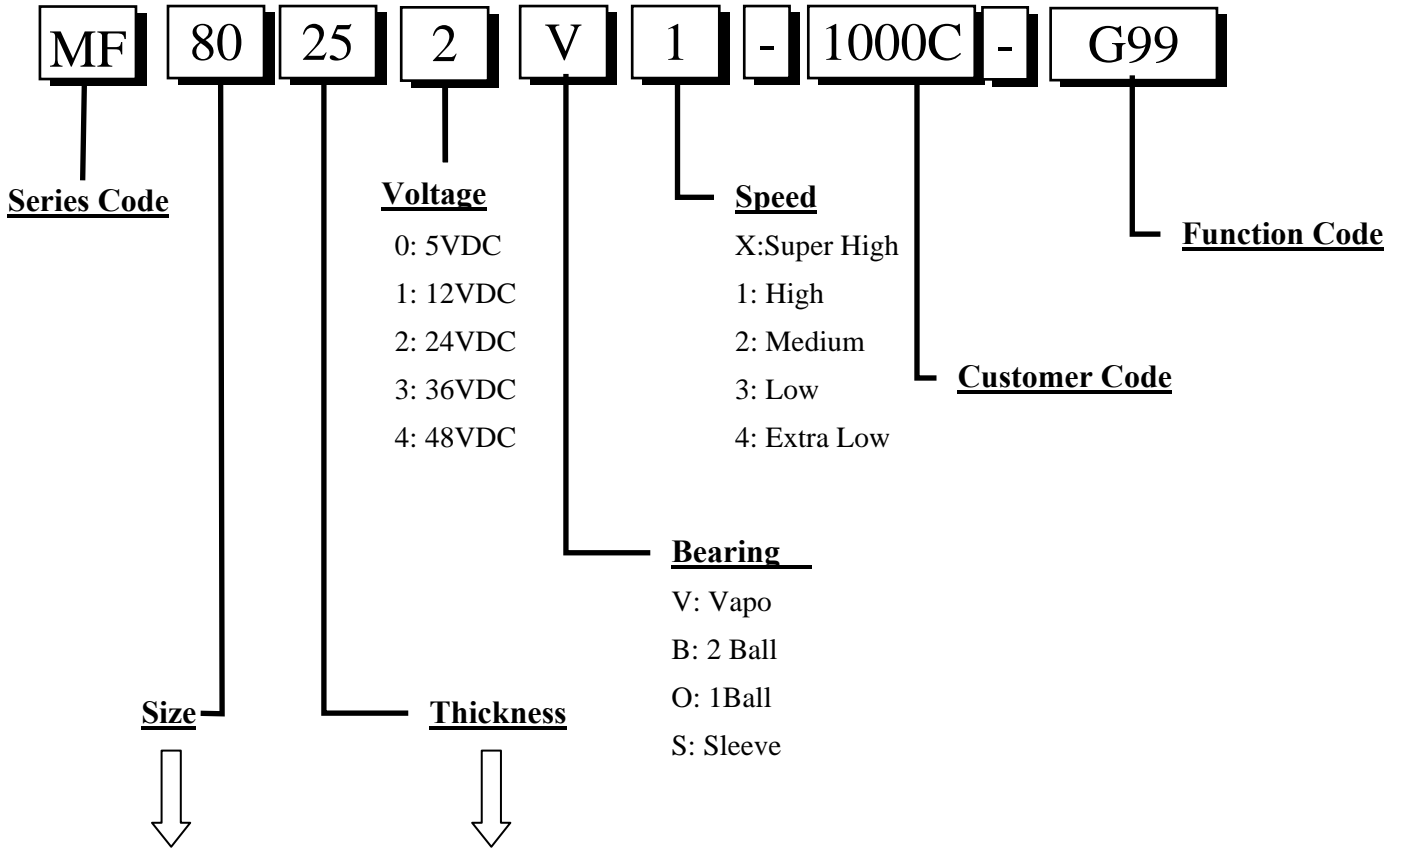 MF 80 25 2 V 1 - 1000C - G99
Series Code
Voltage
0: 5VDC
1: 12VDC
2: 24VDC
3: 36VDC
4: 48VDC
Speed
X:Super High
1: High
2: Medium
3: Low
4: Extra Low
Function Code
Customer Code
Bearing
V: Vapo
B: 2 Ball
O: 1Ball
S: Sleeve
Size
Thickness